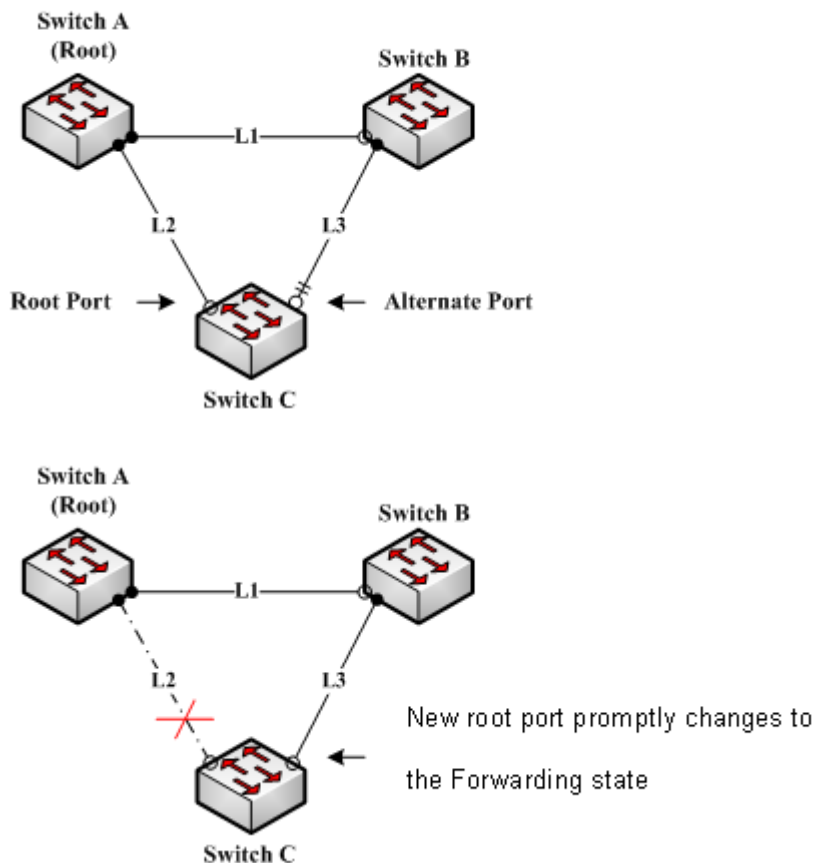 Switch A
(Root)
Switch B
L1
L2
L3
Root Port
Alternate Port
Switch C
Switch A
(Root)
Switch B
L1
L2
L3
New root port promptly changes to
the Forwarding state
Switch C